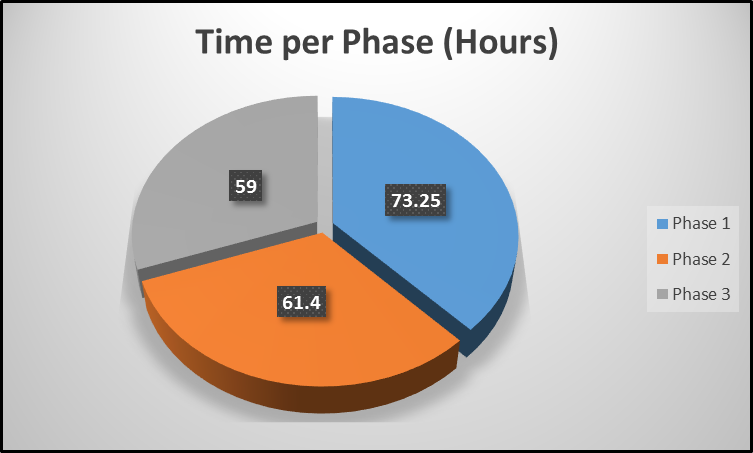 Time per Phase (Hours)
59
73.25
61.4
Phase 1
Phase 2
Phase 3